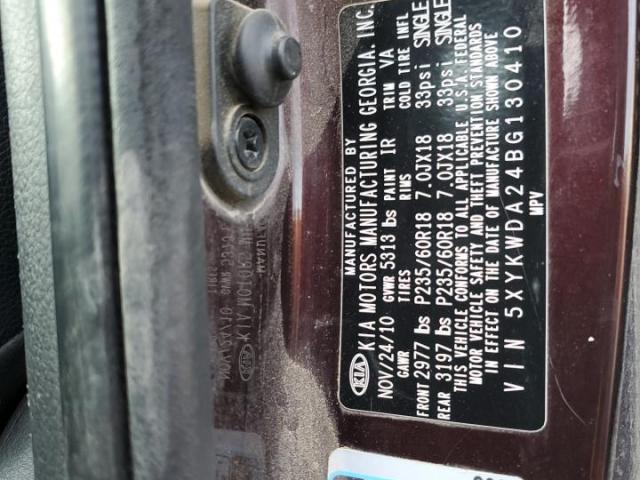 MANUFACTURED BY
KIA KIA MOTORS MANUFACTURING GEORGIA. INC.
NOV/24/10 GVWR 5313 lbs PAINT IR TRIM VA
GAWR TIRES RIMS COLD TIRE INFL
FRONT 2977 lbs P235/60R18 7.0JX18 33psi SINGLE
REAR 3197 lbs P235/60R18 7.0JX18 33psi SINGLE
THIS VEHICLE CONFORMS TO ALL APPLICABLE U.S.A. FEDERAL
MOTOR VEHICLE SAFETY AND THEFT PREVENTION STANDARDS
IN EFFECT ON THE DATE OF MANUFACTURE SHOWN ABOVE
VIN 5XYKWDA24BG130410
MPV